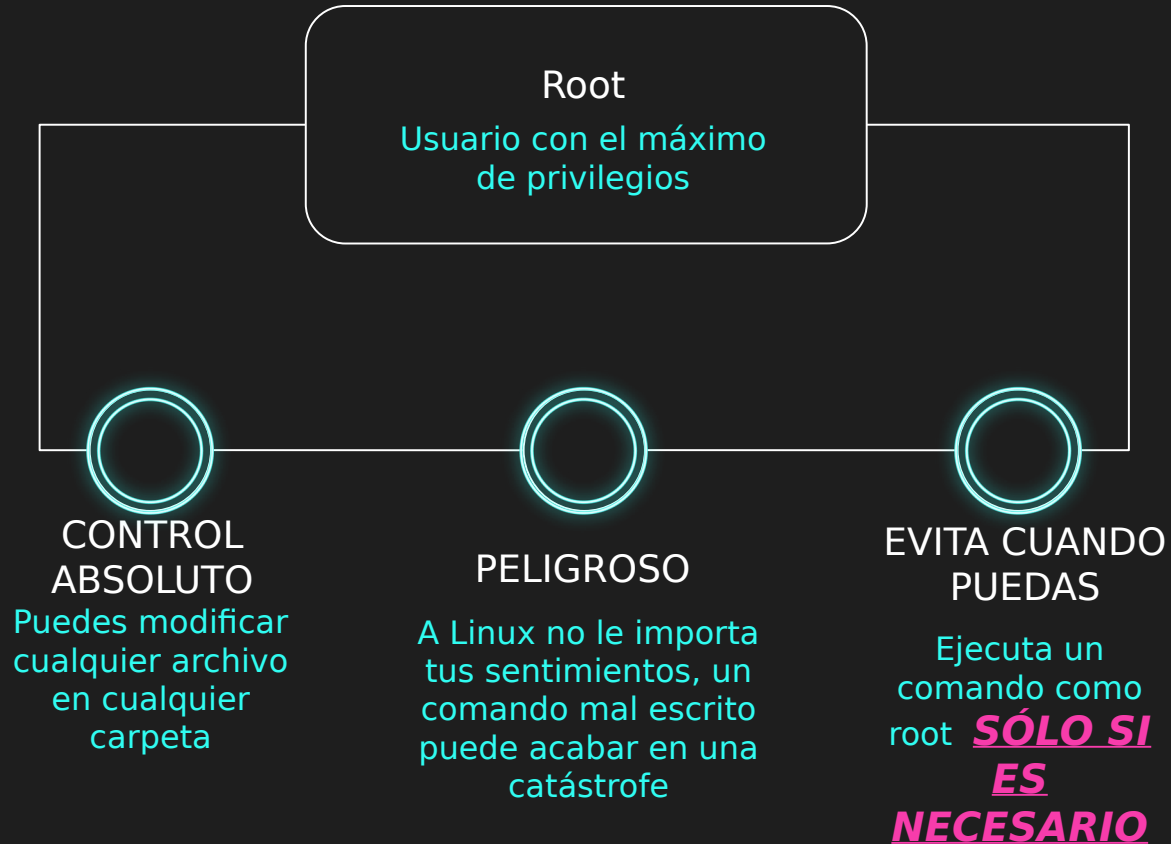 Root
Usuario con el máximo
de privilegios
CONTROL
ABSOLUTO
Puedes modificar
cualquier archivo
en cualquier
carpeta
PELIGROSO
A Linux no le importa
tus sentimientos, un
comando mal escrito
puede acabar en una
catástrofe
EVITA CUANDO
PUEDAS
Ejecuta un
comando como
root SÓLO SI
ES
NECESARIO